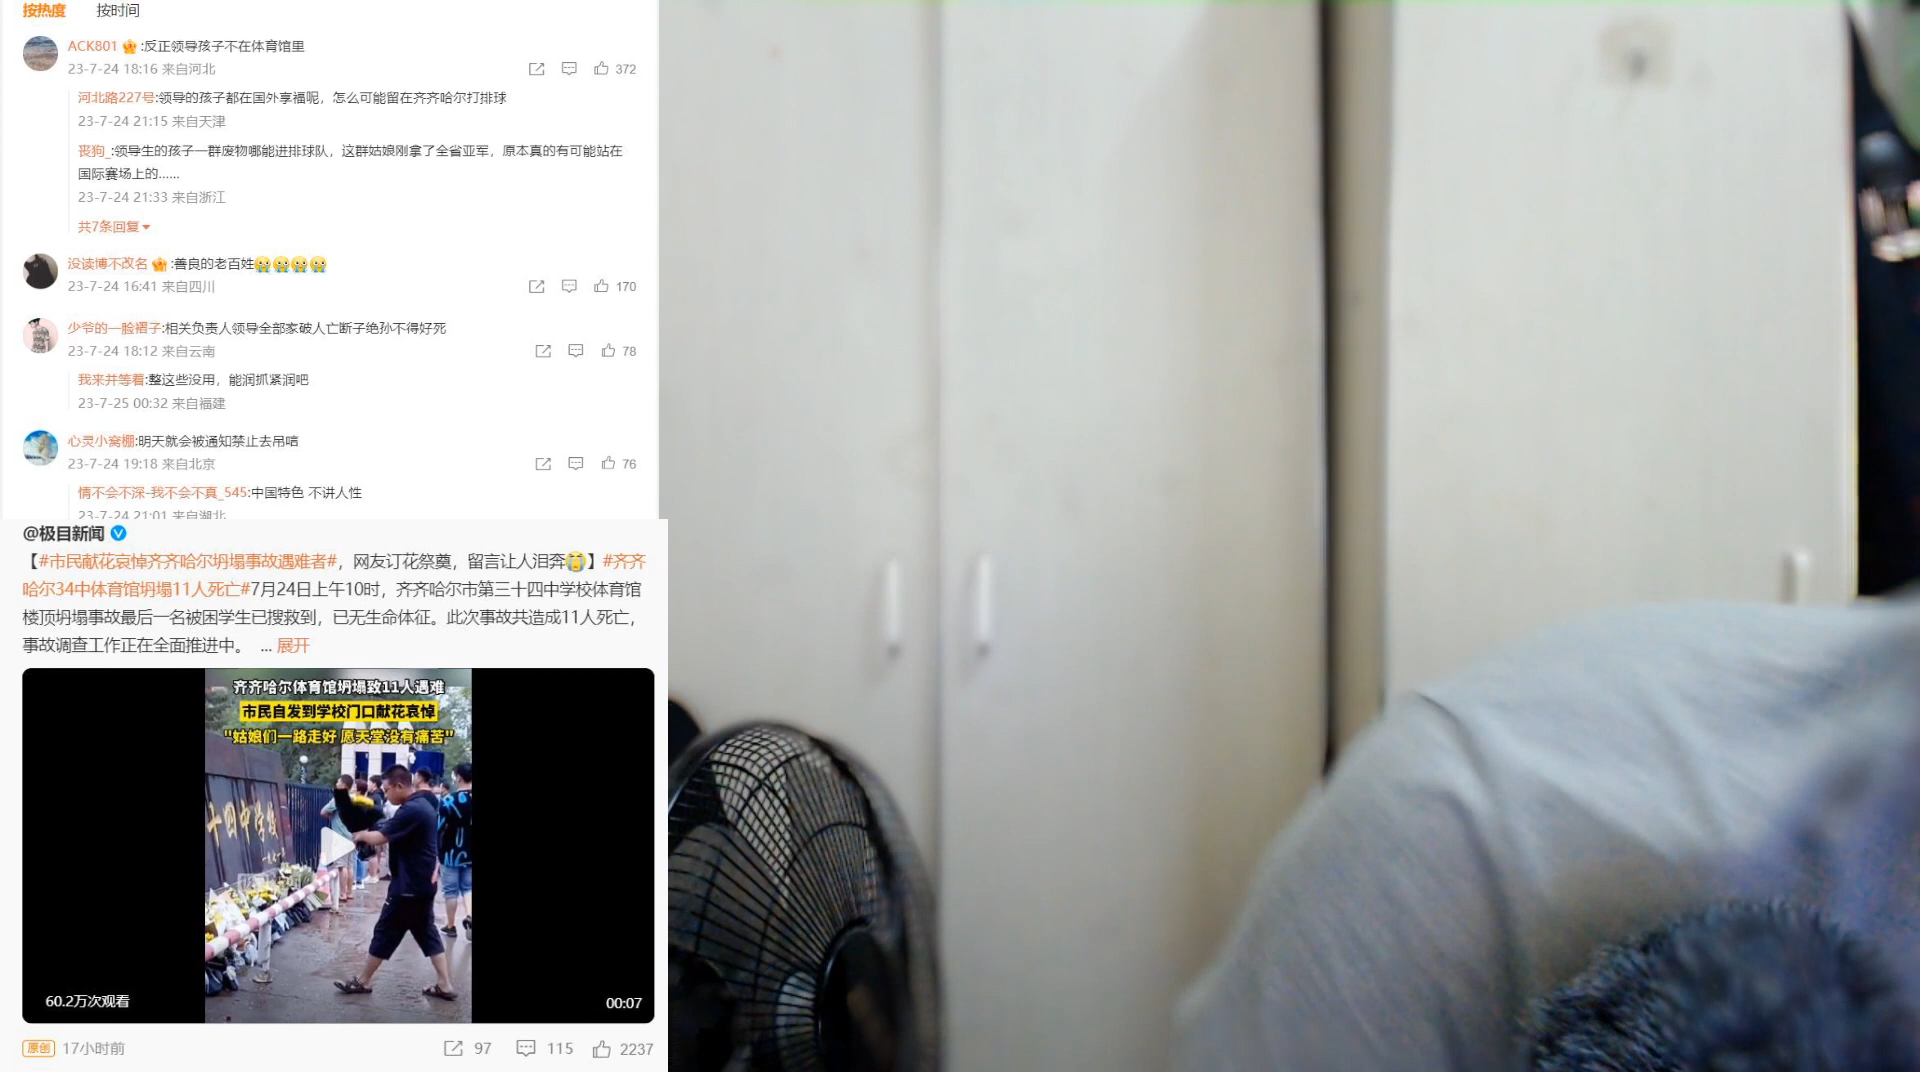 按热度 按时间
ACK801 :反正领导孩子不在体育馆里
23-7-24 18:16 来自河北 372
河北路227号:领导的孩子都在国外享福呢，怎么可能留在齐齐哈尔打排球
23-7-24 21:15 来自天津
丧狗_:领导生的孩子一群废物哪能进排球队，这群姑娘刚拿了全省亚军，原本真的有可能站在
国际赛场上的......
23-7-24 21:33 来自浙江
共7条回复
没读博不改名 :善良的老百姓😭😭😭😭
23-7-24 16:41 来自四川 170
少爷的一脸褶子:相关负责人领导全部家破人亡断子绝孙不得好死
23-7-24 18:12 来自云南 78
我来并等着:整这些没用，能润抓紧润吧
23-7-25 00:32 来自福建
心灵小窝棚:明天就会被通知禁止去吊唁
23-7-24 19:18 来自北京 76
情不会不深-我不会不真_545:中国特色 不讲人性
23-7-24 21:01 来自湖北
@极目新闻
【#市民献花哀悼齐齐哈尔坍塌事故遇难者#，网友订花祭奠，留言让人泪奔😭】#齐齐
哈尔34中体育馆坍塌11人死亡#7月24日上午10时，齐齐哈尔市第三十四中学校体育馆
楼顶坍塌事故最后一名被困学生已搜救到，已无生命体征。此次事故共造成11人死亡，
事故调查工作正在全面推进中。 ... 展开
齐齐哈尔体育馆坍塌致11人遇难
市民自发到学校门口献花哀悼
"姑娘们一路走好 愿天堂没有痛苦"
十四中学校
60.2万次观看 00:07
原创 17小时前 97 115 2237